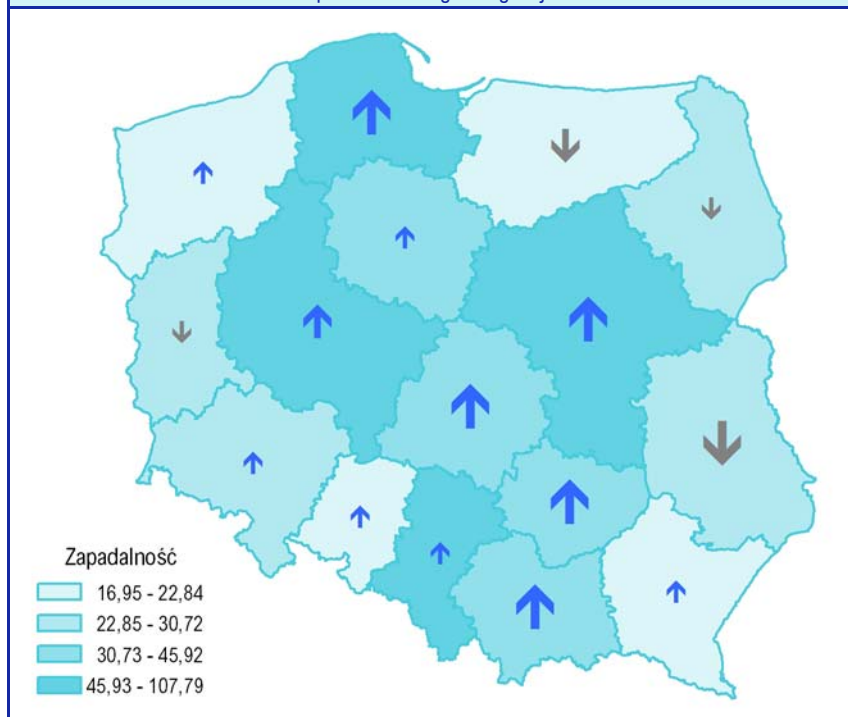 Zapadalność
16,95 - 22,84
22,85 - 30,72
30,73 - 45,92
45,93 - 107,79